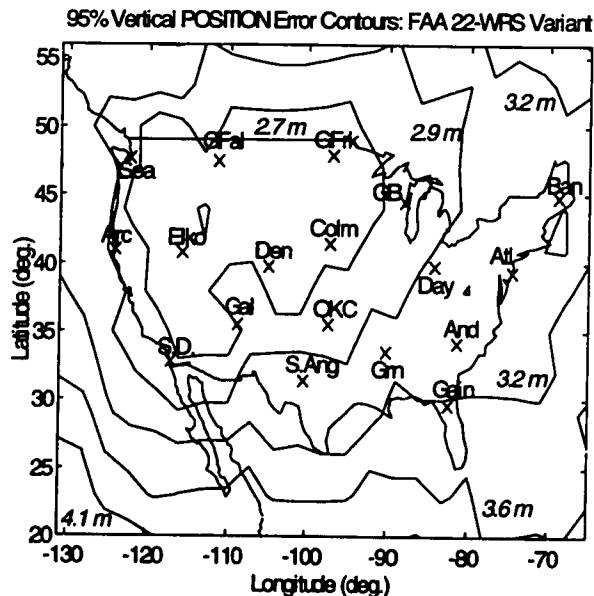 95% Vertical POSITION Error Contours: FAA 22-WRS Variant
55
3.2 m
50
2.7 m
2.9 m
GFal
GFrk
Sea
45
GB
Ban
Arc
Elko
Colm
Den
Atl
40
Day
Gal
OKC
And
35
S.D.
S.Ang
Grn
Gain
3.2 m
30
25
3.6 m
4.1 m
20
-130
-120
-110
-100
-90
-80
-70
Longitude (deg.)
Latitude (deg.)